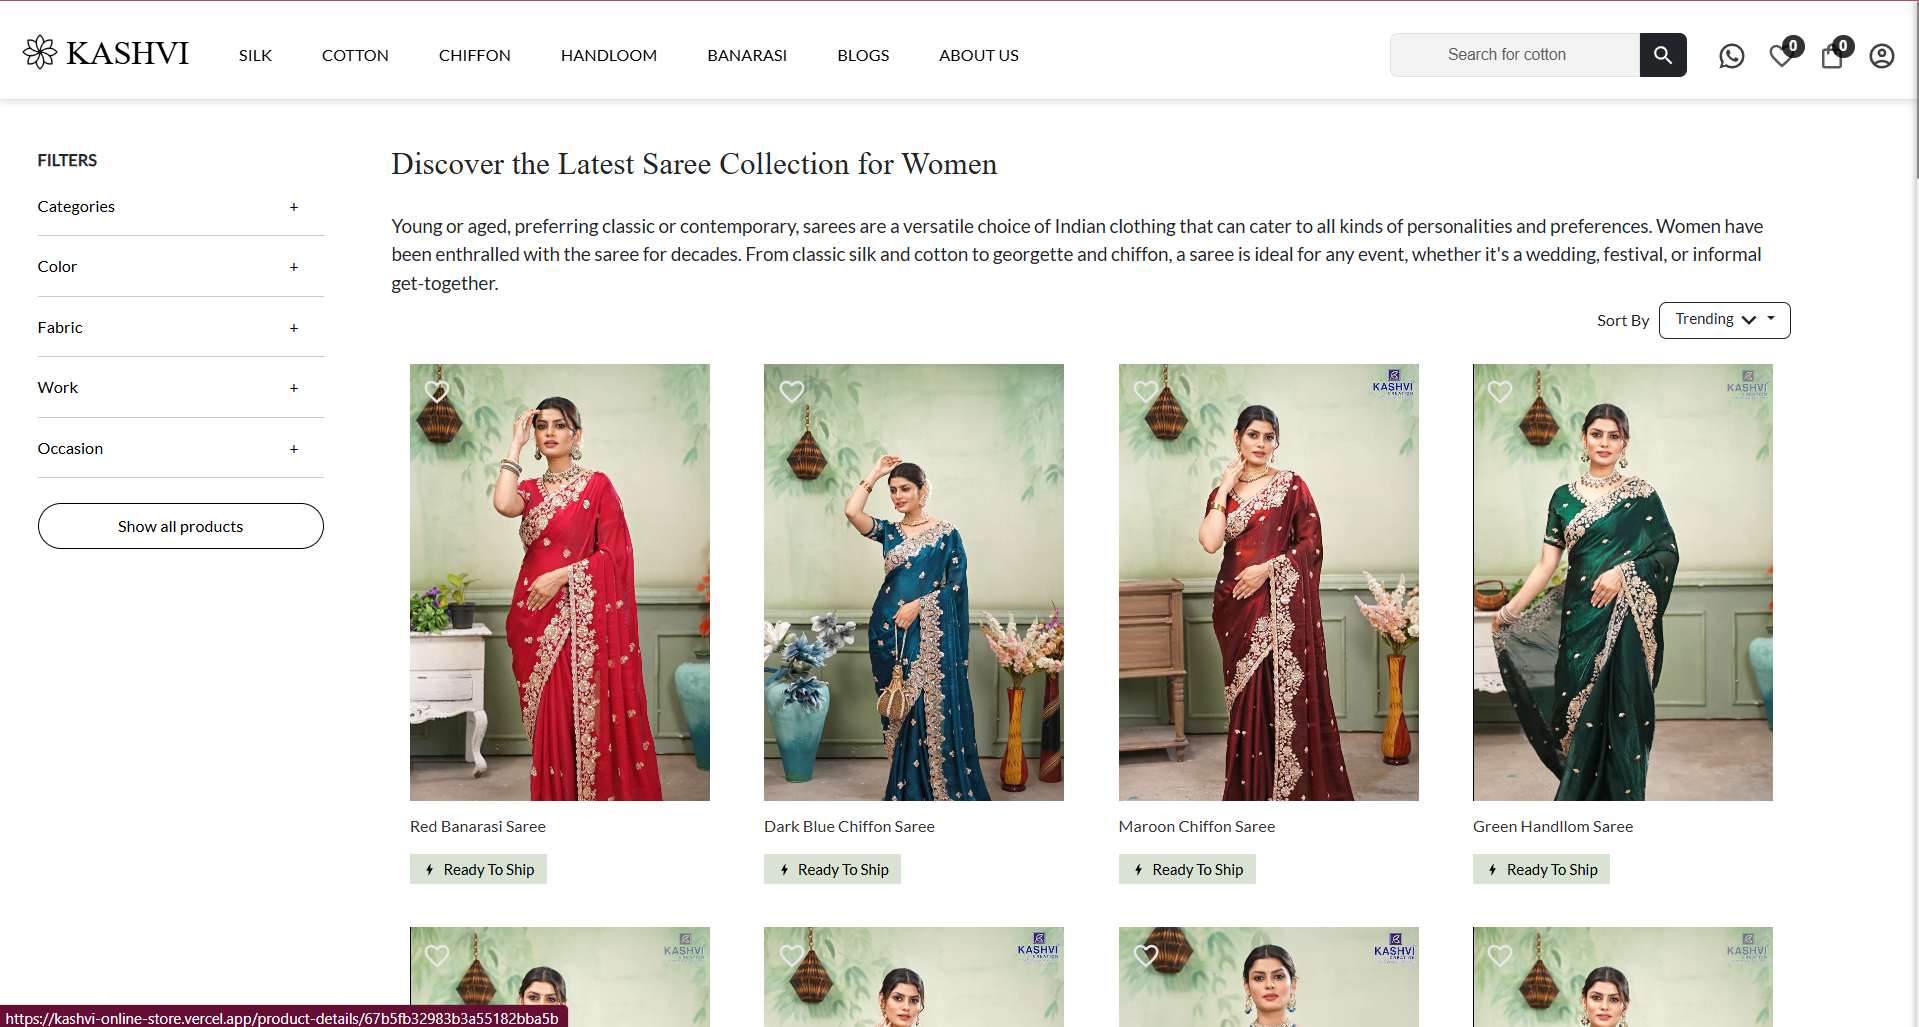 KASHVI
SILK
COTTON
CHIFFON
HANDLOOM
BANARASI
BLOGS
ABOUT US
Search for cotton
0
0
FILTERS
Categories +
Color +
Fabric +
Work +
Occasion +
Show all products
Discover the Latest Saree Collection for Women
Young or aged, preferring classic or contemporary, sarees are a versatile choice of Indian clothing that can cater to all kinds of personalities and preferences. Women have
been enthralled with the saree for decades. From classic silk and cotton to georgette and chiffon, a saree is ideal for any event, whether it's a wedding, festival, or informal
get-together.
Sort By Trending
KASHVI
CREATION
KASHVI
CREATION
Red Banarasi Saree
Dark Blue Chiffon Saree
Maroon Chiffon Saree
Green Handllom Saree
Ready To Ship
Ready To Ship
Ready To Ship
Ready To Ship
KASHVI
CREATION
KASHVI
CREATION
KASHVI
CREATION
KASHVI
CREATION
https://kashvi-online-store.vercel.app/product-details/67b5fb32983b3a55182bba5b